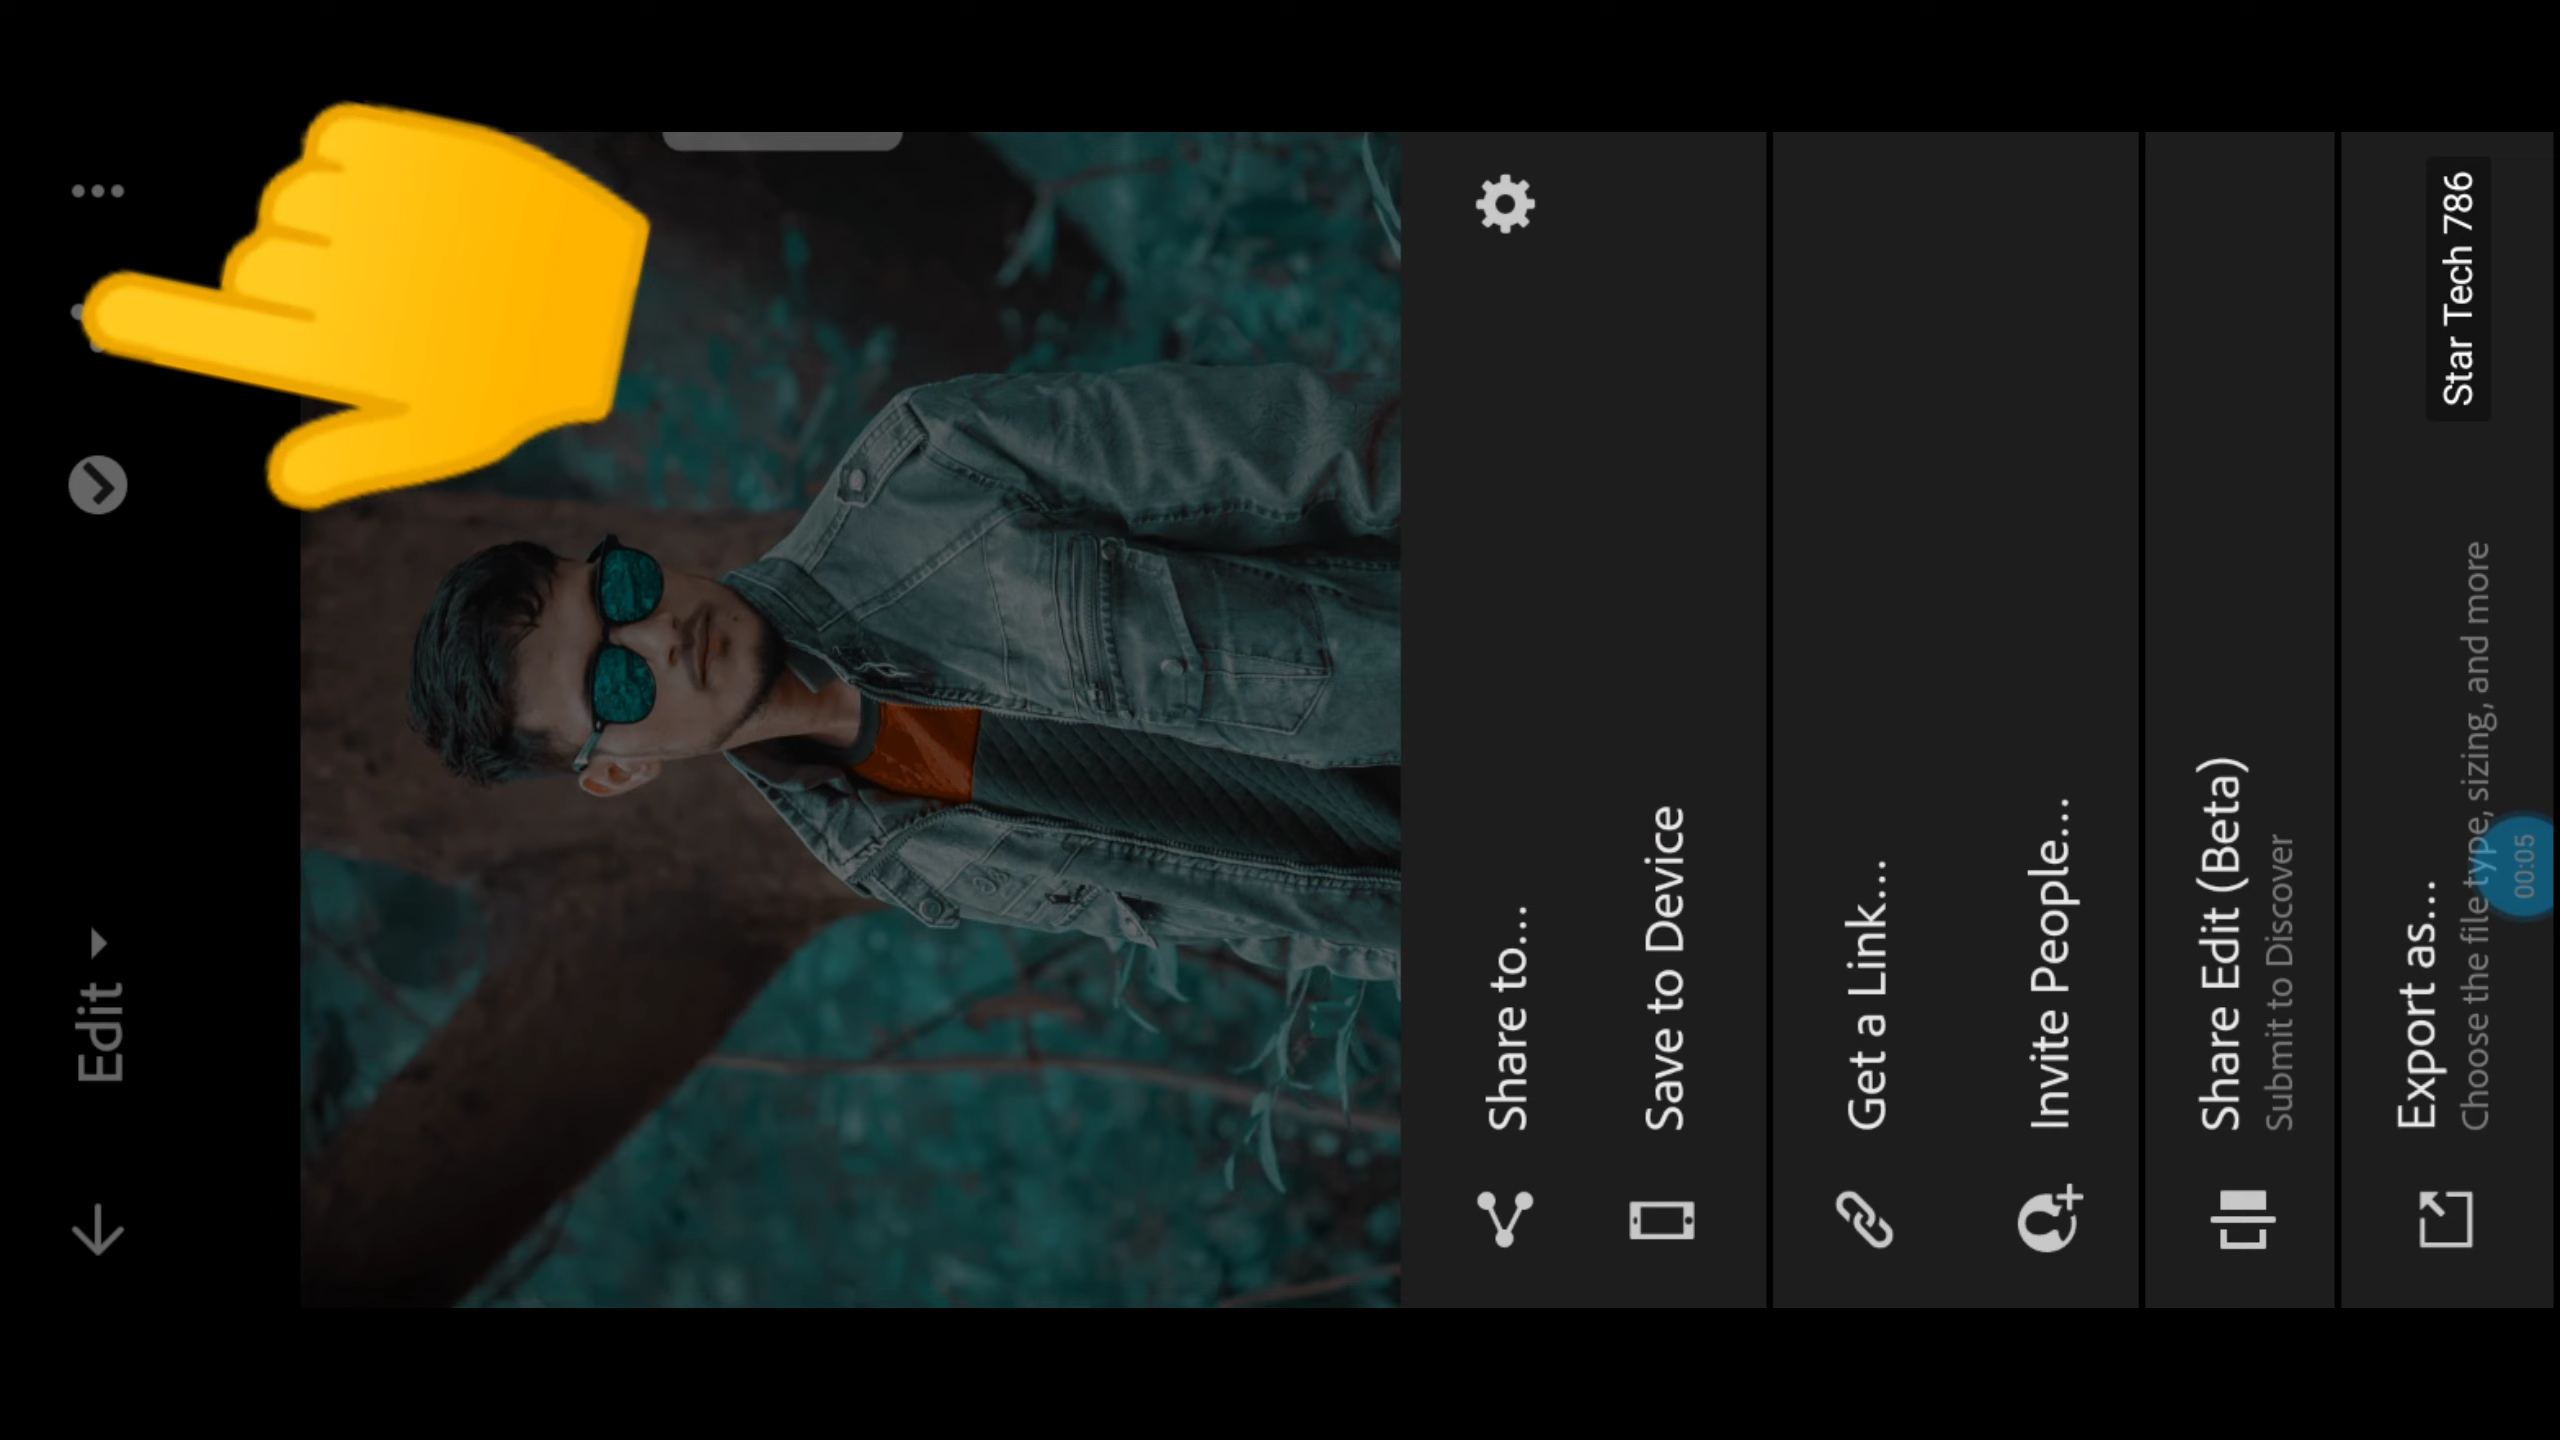 Edit
Share to...
Save to Device
Get a Link...
Invite People...
Share Edit (Beta)
Submit to Discover
Export as...
Choose the file type, sizing, and more
Star Tech 786
00:05